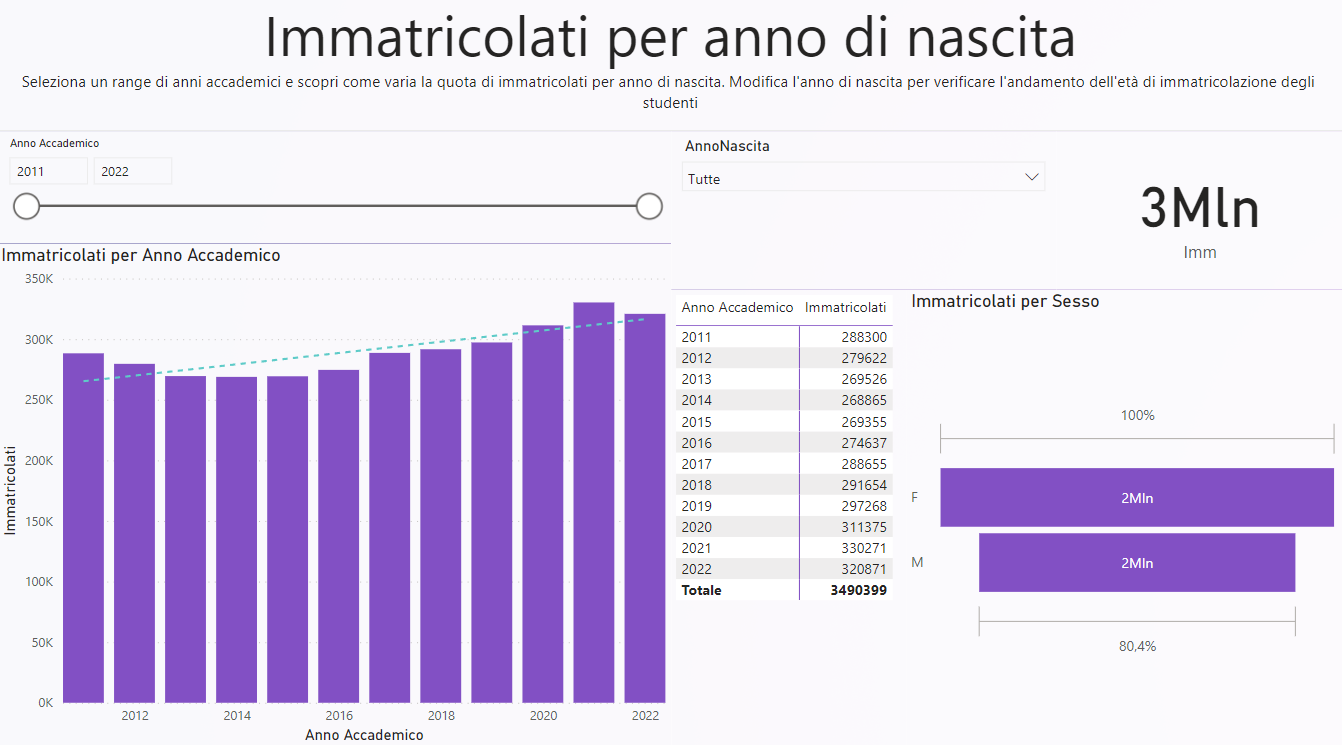 Immatricolati per anno di nascita
Seleziona un range di anni accademici e scopri come varia la quota di immatricolati per anno di nascita. Modifica l'anno di nascita per verificare l'andamento dell'età di immatricolazione degli
studenti
Anno Accademico
2011 2022
AnnoNascita
Tutte
3Mln
Imm
Immatricolati per Anno Accademico
350K
300K
250K
200K
150K
100K
50K
0K
Immatricolati
2012 2014 2016 2018 2020 2022
Anno Accademico
Anno Accademico Immatricolati
2011 288300
2012 279622
2013 269526
2014 268865
2015 269355
2016 274637
2017 288655
2018 291654
2019 297268
2020 311375
2021 330271
2022 320871
Totale 3490399
Immatricolati per Sesso
100%
F 2Mln
M 2Mln
80,4%